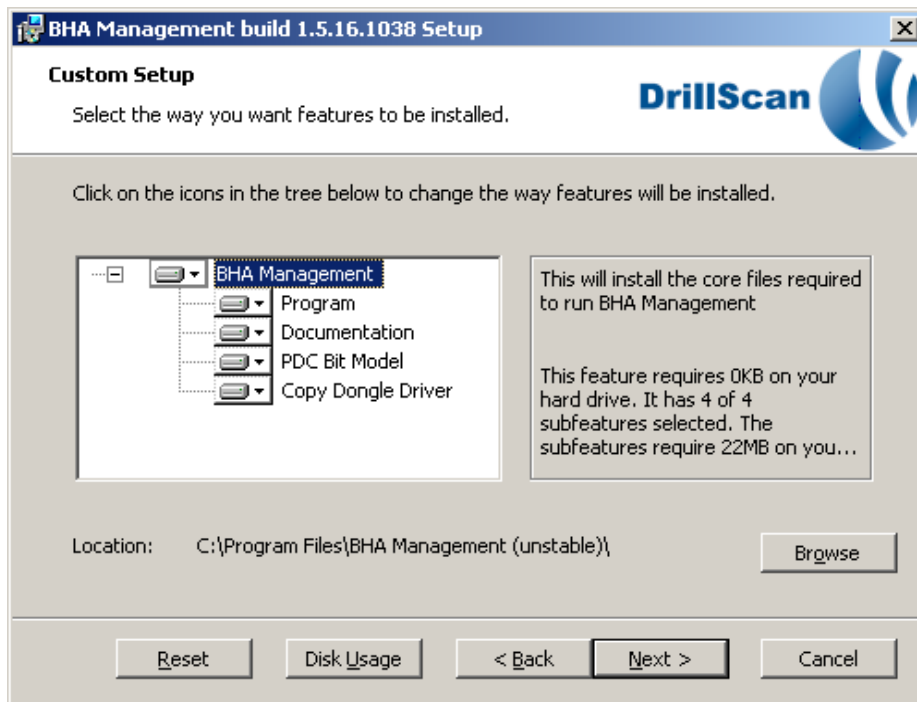 BHA Management build 1.5.16.1038 Setup
Custom Setup
Select the way you want features to be installed.
DrillScan
Click on the icons in the tree below to change the way features will be installed.
BHA Management
Program
Documentation
PDC Bit Model
Copy Dongle Driver
This will install the core files required
to run BHA Management
This feature requires 0KB on your
hard drive. It has 4 of 4
subfeatures selected. The
subfeatures require 22MB on you...
Location: C:\Program Files\BHA Management (unstable)\
Browse
Reset
Disk Usage
< Back
Next >
Cancel